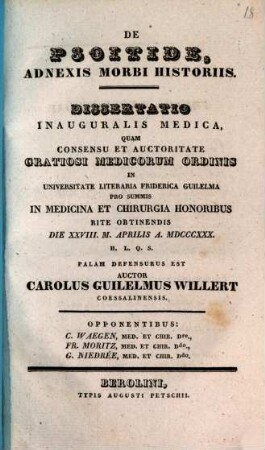 18
DE
PSOITIDE,
ADNEXIS MORBI HISTORIIS.
DISSERTATIO
INAUGURALIS MEDICA,
QUAM
CONSENSU ET AUCTORITATE
GRATIOSI MEDICORUM ORDINIS
IN
UNIVERSITATE LITERARIA FRIDERICA GUILELMA
PRO SUMMIS
IN MEDICINA ET CHIRURGIA HONORIBUS
RITE OBTINENDIS
DIE XXVIII. M. APRILIS A. MDCCCXXX.
H. L. Q. S.
PALAM DEFENSURUS EST
AUCTOR
CAROLUS GUILELMUS WILLERT
COESSALINENSIS.
OPPONENTIBUS:
C. WAEGEN, MED. ET CHIR. Dre.,
FR. MORITZ, MED. ET CHIR. Ddo.,
G. NIEDRÉE, MED. ET CHIR. Ddo.
BEROLINI,
TYPIS AUGUSTI PETSCHII.